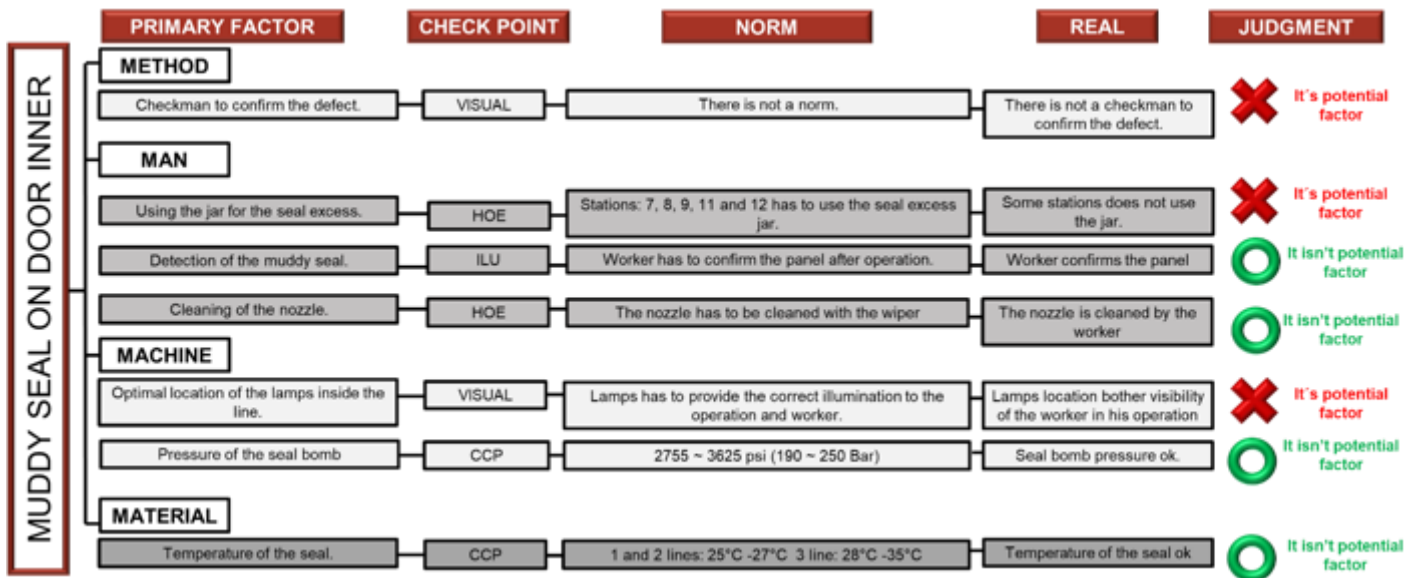 PRIMARY FACTOR
CHECK POINT
NORM
REAL
JUDGMENT
MUDDY SEAL ON DOOR INNER
METHOD
Checkman to confirm the defect.
VISUAL
There is not a norm.
There is not a checkman to
confirm the defect.
It´s potential
factor
MAN
Using the jar for the seal excess.
HOE
Stations: 7, 8, 9, 11 and 12 has to use the seal excess
jar.
Some stations does not use
the jar.
It´s potential
factor
Detection of the muddy seal.
ILU
Worker has to confirm the panel after operation.
Worker confirms the panel
It isn't potential
factor
Cleaning of the nozzle.
HOE
The nozzle has to be cleaned with the wiper
The nozzle is cleaned by the
worker
It isn't potential
factor
MACHINE
Optimal location of the lamps inside the
line.
VISUAL
Lamps has to provide the correct illumination to the
operation and worker.
Lamps location bother visibility
of the worker in his operation
It´s potential
factor
Pressure of the seal bomb
CCP
2755 ~ 3625 psi (190 ~ 250 Bar)
Seal bomb pressure ok.
It isn't potential
factor
MATERIAL
Temperature of the seal.
CCP
1 and 2 lines: 25°C -27°C 3 line: 28°C -35°C
Temperature of the seal ok
It isn't potential
factor